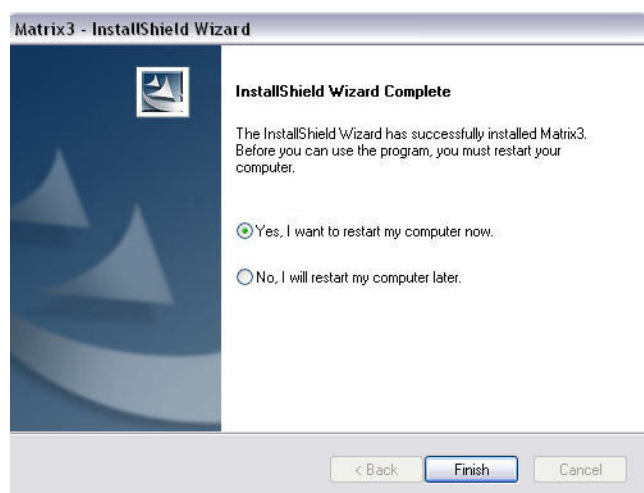 Matrix3 - InstallShield Wizard
InstallShield Wizard Complete
The InstallShield Wizard has successfully installed Matrix3.
Before you can use the program, you must restart your
computer.
Yes, I want to restart my computer now.
No, I will restart my computer later.
< Back
Finish
Cancel